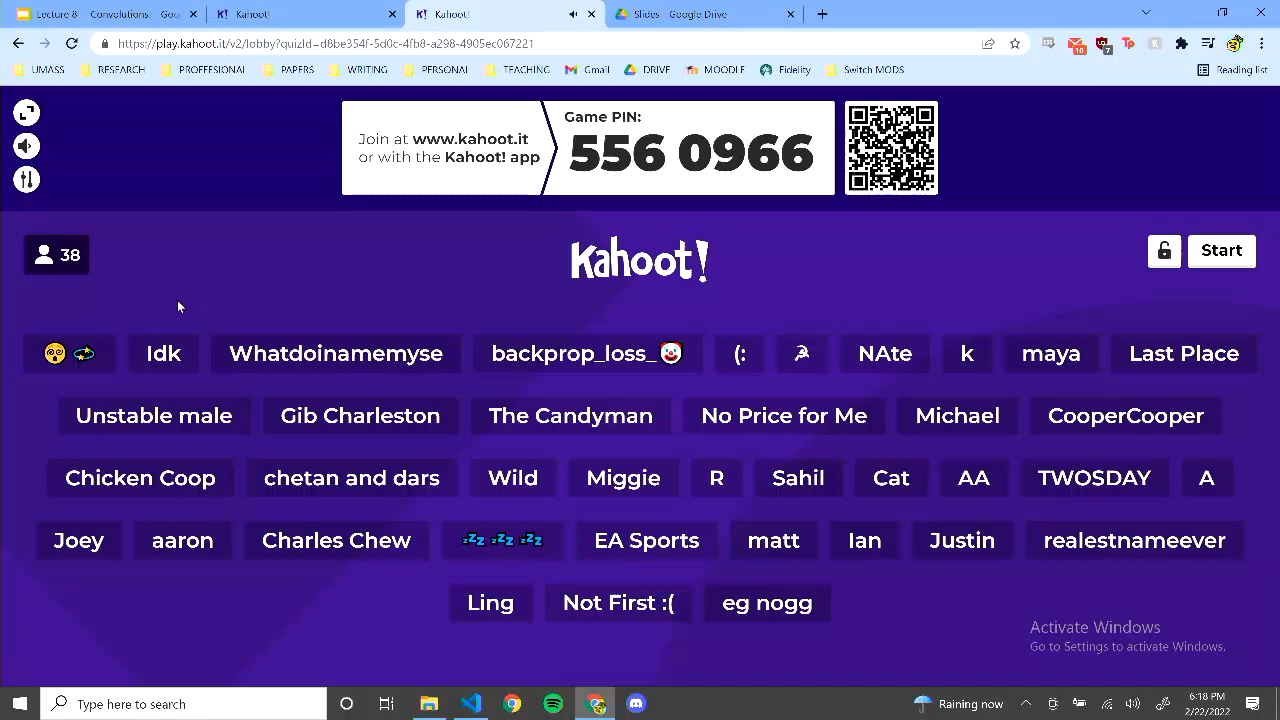 Lecture 8 - Convolutions - Goo
Kahoot!
Kahoot!
Slides - Google Drive
https://play.kahoot.it/v2/lobby?quizId=d8be354f-5d0c-4fb8-a298-4905ec067221
10
7
UMASS
RESEARCH
PROFFESIONAL
PAPERS
WRITING
PERSONAL
TEACHING
Gmail
DRIVE
MOODLE
Fidelity
Switch MODS
Reading list
Join at www.kahoot.it
or with the Kahoot! app
Game PIN:
556 0966
38
Kahoot!
Start
😵‍💫 💫 Idk Whatdoinamemyse backprop_loss_🤡 (: ☭ NAte k maya Last Place
Unstable male Gib Charleston The Candyman No Price for Me Michael CooperCooper
Chicken Coop chetan and dars Wild Miggie R Sahil Cat AA TWOSDAY A
Joey aaron Charles Chew 💤 💤 💤 EA Sports matt Ian Justin realestnameever
Ling Not First :( eg nogg
Activate Windows
Go to Settings to activate Windows.
Type here to search
Raining now
6:18 PM
2/22/2022